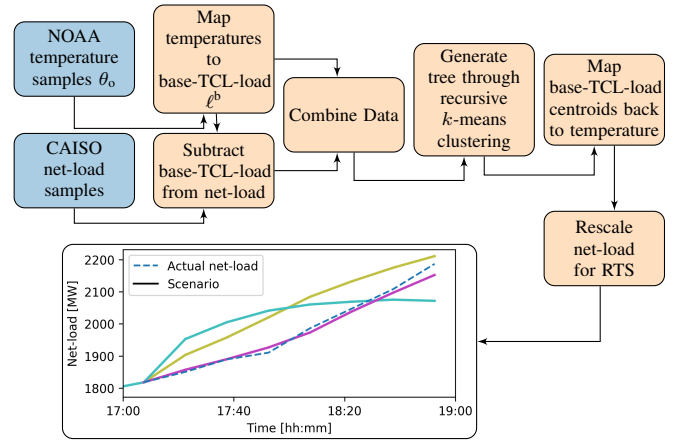 NOAA
temperature
samples θₒ
Map
temperatures
to
base-TCL-load
ℓᵇ
CAISO
net-load
samples
Subtract
base-TCL-load
from net-load
Combine Data
Generate
tree through
recursive
k-means
clustering
Map
base-TCL-load
centroids back
to temperature
Rescale
net-load
for RTS
Net-load [MW]
2200
2100
2000
1900
1800
Actual net-load
Scenario
17:00
17:40
18:20
19:00
Time [hh:mm]